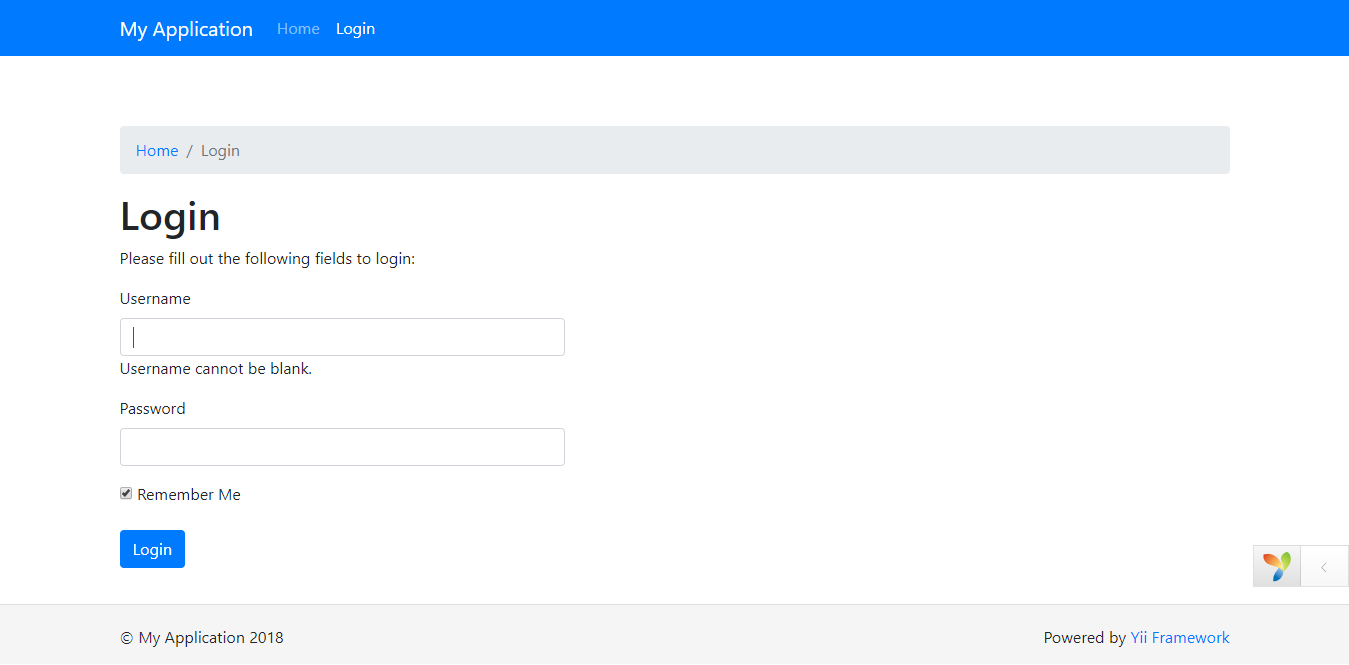 My Application Home Login
Home / Login
Login
Please fill out the following fields to login:
Username
Username cannot be blank.
Password
Remember Me
Login
© My Application 2018 Powered by Yii Framework